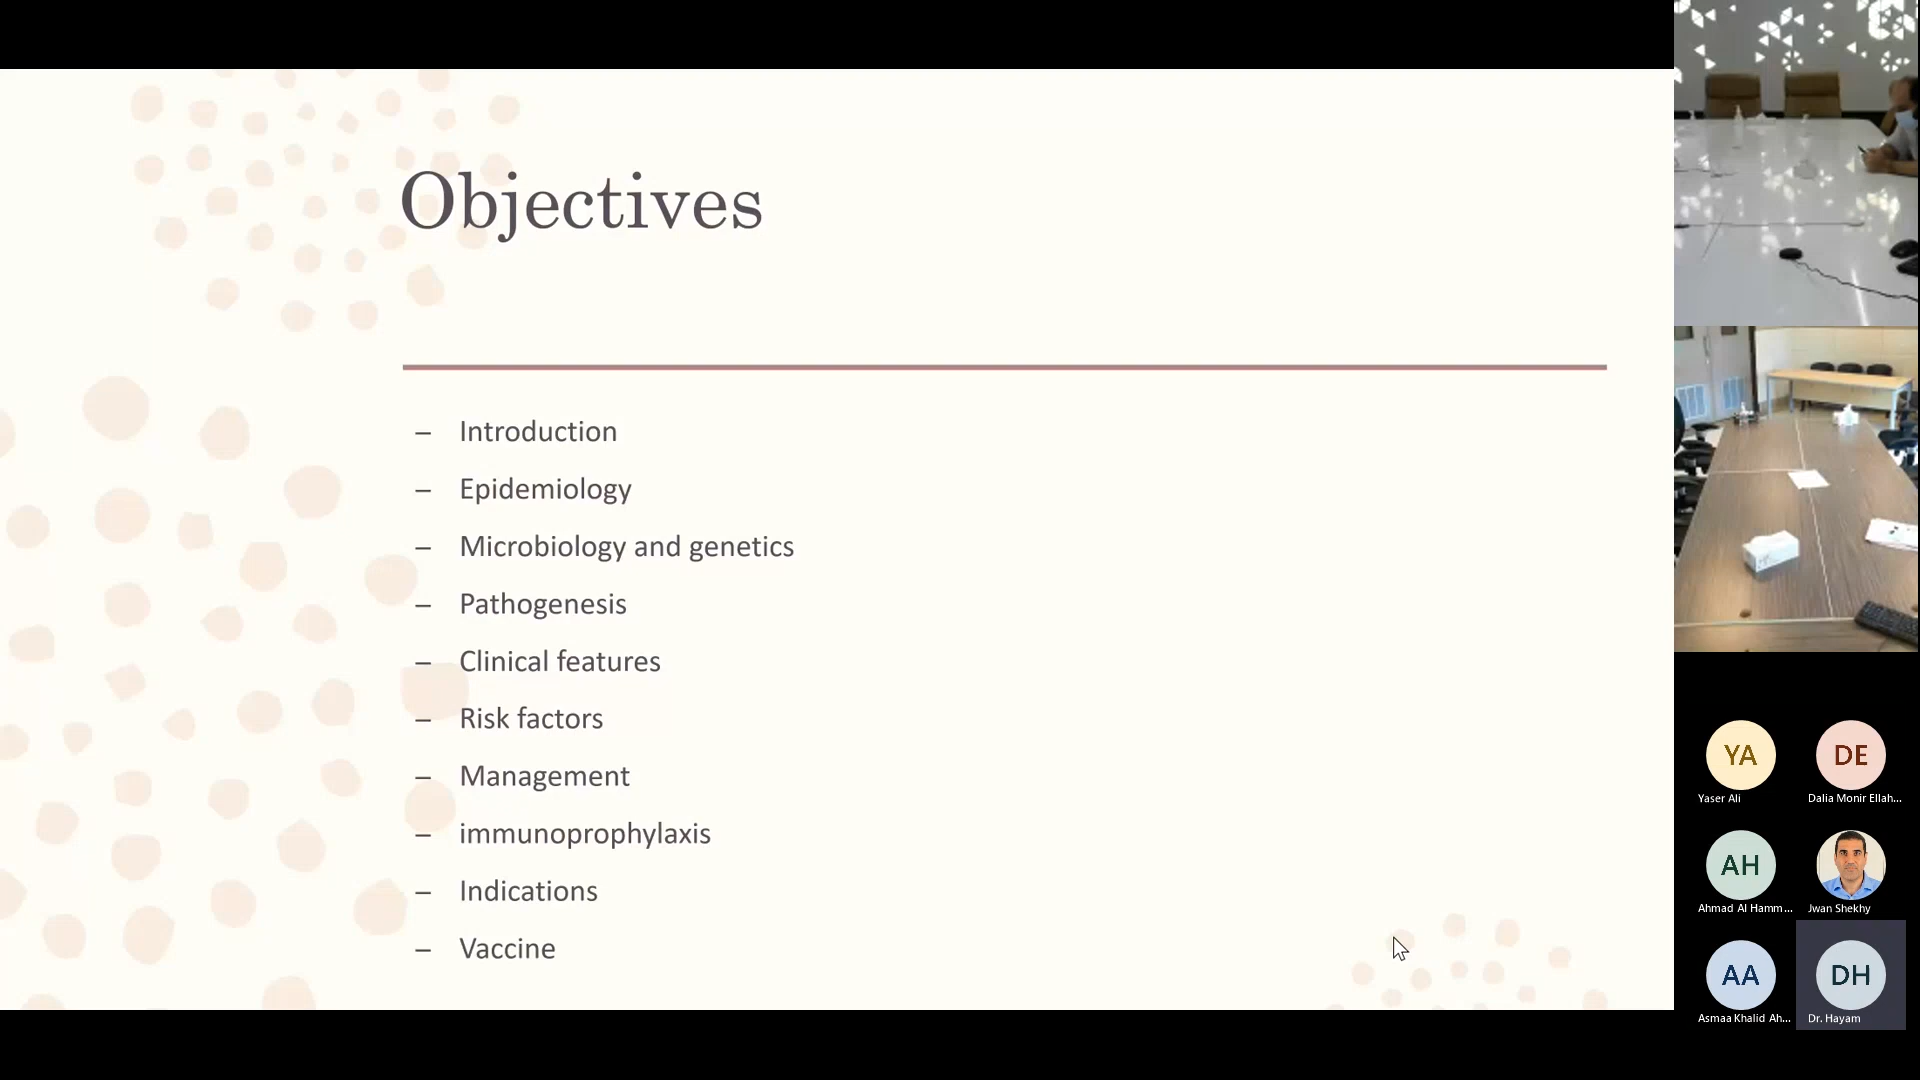 Objectives
– Introduction
– Epidemiology
– Microbiology and genetics
– Pathogenesis
– Clinical features
– Risk factors
– Management
– immunoprophylaxis
– Indications
– Vaccine
YA
DE
Yaser Ali
Dalia Monir Ellah...
AH
Ahmad Al Hamm...
Jwan Shekhy
AA
DH
Asmaa Khalid Ah...
Dr. Hayam